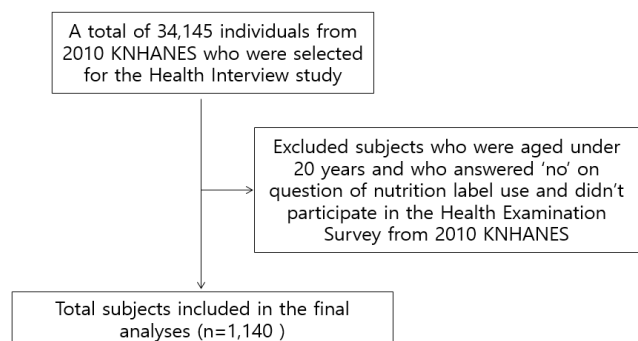 A total of 34,145 individuals from
2010 KNHANES who were selected
for the Health Interview study
Excluded subjects who were aged under
20 years and who answered ‘no’ on
question of nutrition label use and didn’t
participate in the Health Examination
Survey from 2010 KNHANES
Total subjects included in the final
analyses (n=1,140 )